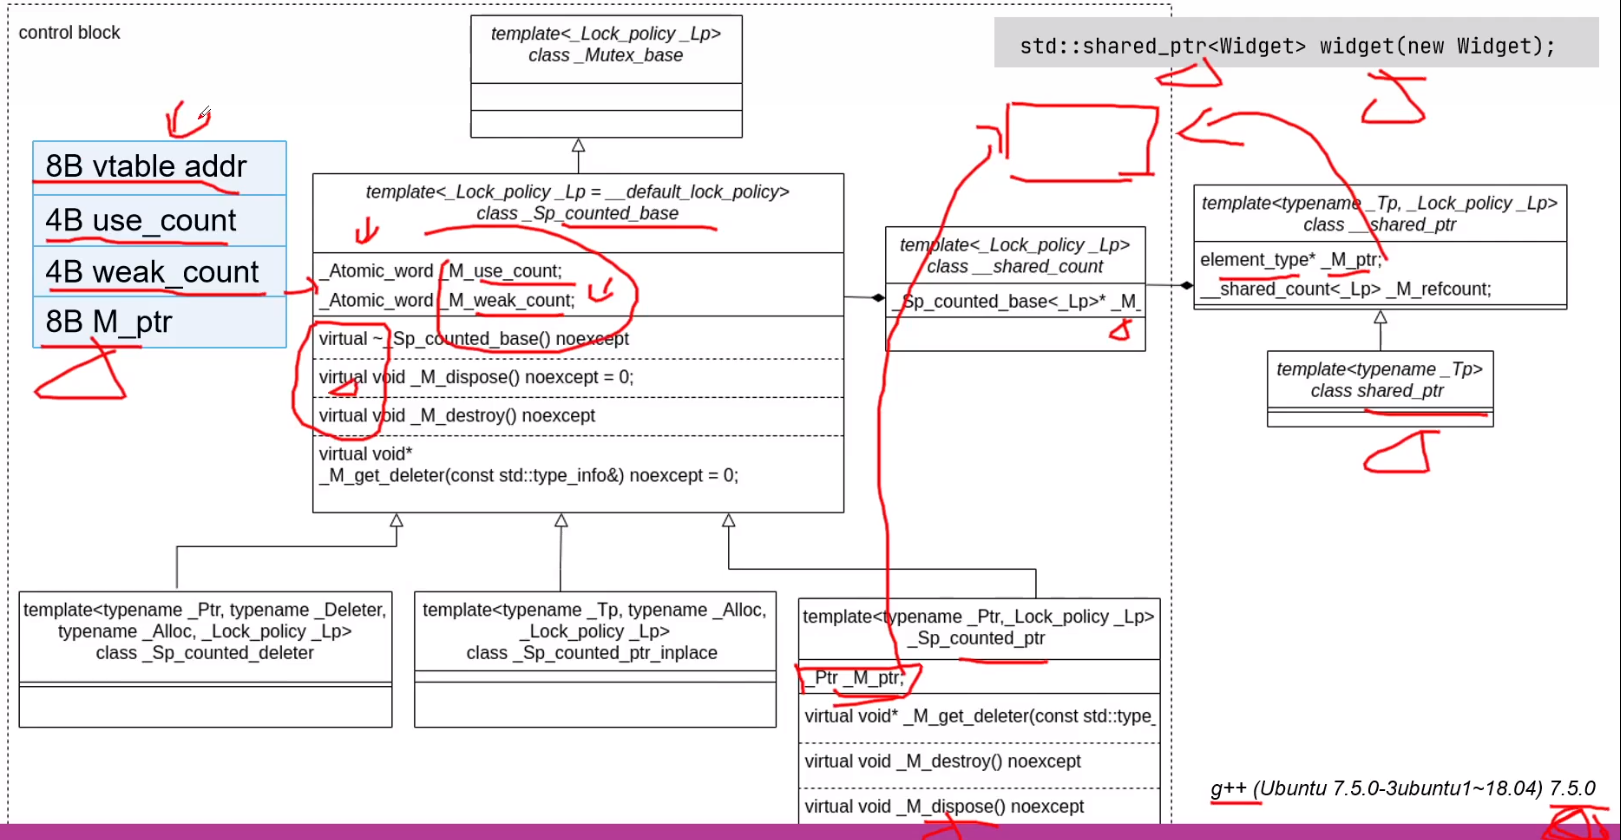 control block
template<_Lock_policy _Lp>
class _Mutex_base
std::shared_ptr<Widget> widget(new Widget);
8B vtable addr
4B use_count
4B weak_count
8B M_ptr
template<_Lock_policy _Lp = __default_lock_policy>
class _Sp_counted_base
_Atomic_word _M_use_count;
_Atomic_word _M_weak_count;
virtual ~_Sp_counted_base() noexcept
virtual void _M_dispose() noexcept = 0;
virtual void _M_destroy() noexcept
virtual void*
_M_get_deleter(const std::type_info&) noexcept = 0;
template<_Lock_policy _Lp>
class __shared_count
_Sp_counted_base<_Lp>* _M_
template<typename _Tp, _Lock_policy _Lp>
class __shared_ptr
element_type* _M_ptr;
__shared_count<_Lp> _M_refcount;
template<typename _Tp>
class shared_ptr
template<typename _Ptr, typename _Deleter,
typename _Alloc, _Lock_policy _Lp>
class _Sp_counted_deleter
template<typename _Tp, typename _Alloc,
_Lock_policy _Lp>
class _Sp_counted_ptr_inplace
template<typename _Ptr,_Lock_policy _Lp>
_Sp_counted_ptr
_Ptr _M_ptr;
virtual void* _M_get_deleter(const std::type_
virtual void _M_destroy() noexcept
virtual void _M_dispose() noexcept
g++ (Ubuntu 7.5.0-3ubuntu1~18.04) 7.5.0